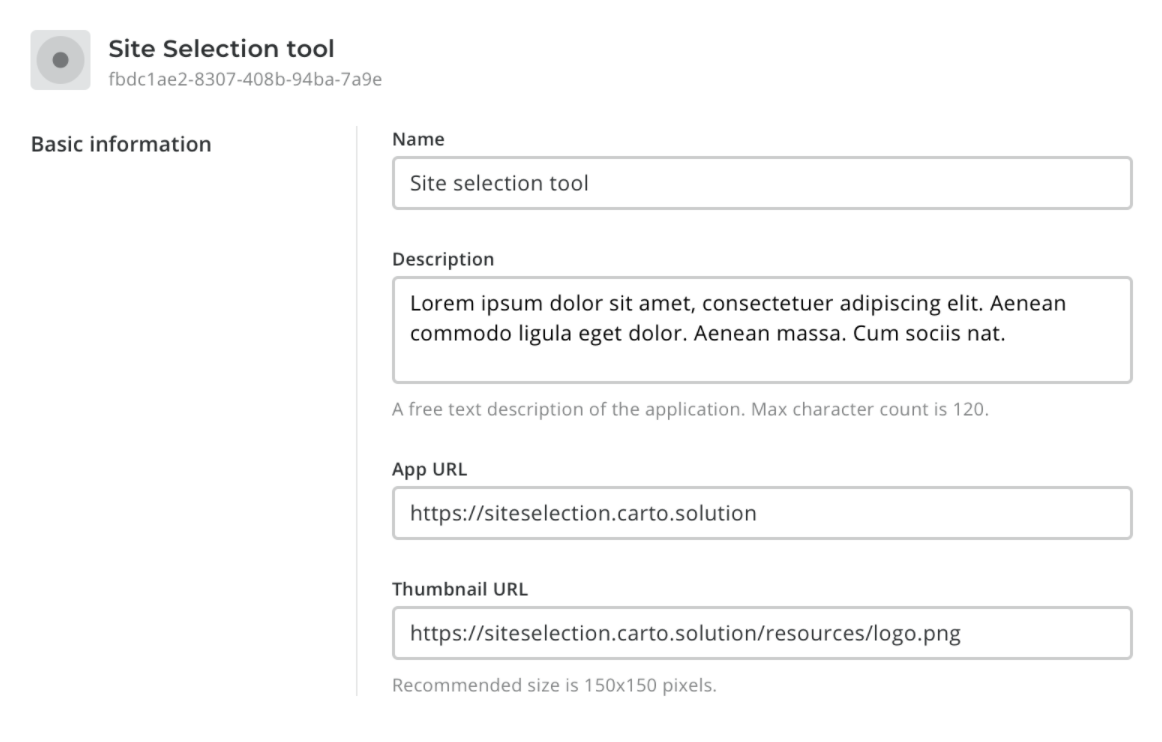 Site Selection tool
fbdc1ae2-8307-408b-94ba-7a9e
Basic information
Name
Site selection tool
Description
Lorem ipsum dolor sit amet, consectetuer adipiscing elit. Aenean
commodo ligula eget dolor. Aenean massa. Cum sociis nat.
A free text description of the application. Max character count is 120.
App URL
https://siteselection.carto.solution
Thumbnail URL
https://siteselection.carto.solution/resources/logo.png
Recommended size is 150x150 pixels.